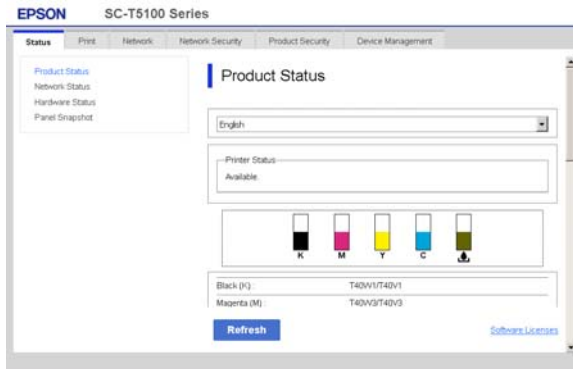 EPSON SC-T5100 Series
Status Print Network Network Security Product Security Device Management
Product Status
Network Status
Hardware Status
Panel Snapshot
Product Status
English
Printer Status
Available.
K M Y C
Black (K) : T40W1/T40V1
Magenta (M) : T40W3/T40V3
Refresh
Software Licenses